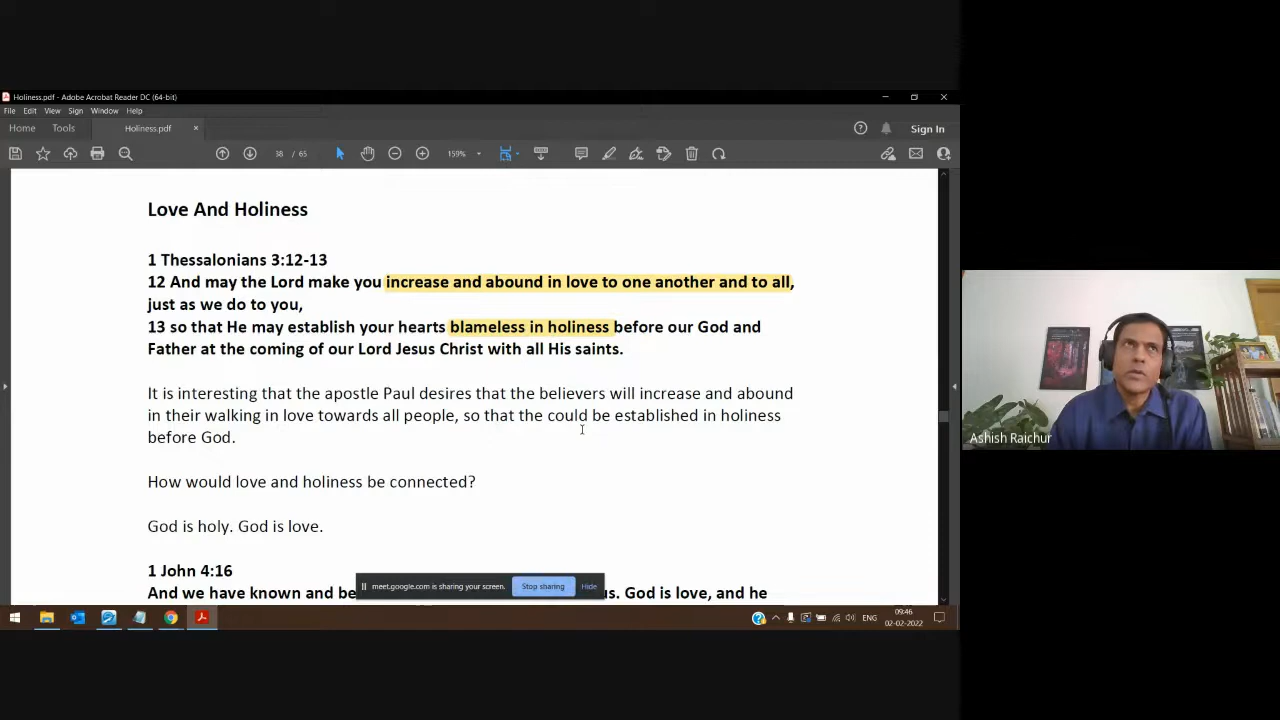 Holiness.pdf - Adobe Acrobat Reader DC (64-bit)
File Edit View Sign Window Help
Home Tools Holiness.pdf × Sign In
38 / 65 159%
Love And Holiness
1 Thessalonians 3:12-13
12 And may the Lord make you increase and abound in love to one another and to all,
just as we do to you,
13 so that He may establish your hearts blameless in holiness before our God and
Father at the coming of our Lord Jesus Christ with all His saints.
It is interesting that the apostle Paul desires that the believers will increase and abound
in their walking in love towards all people, so that the could be established in holiness
before God.
How would love and holiness be connected?
God is holy. God is love.
1 John 4:16
And we have known and be us. God is love, and he
meet.google.com is sharing your screen. Stop sharing Hide
ENG 09:46
02-02-2022
Ashish Raichur